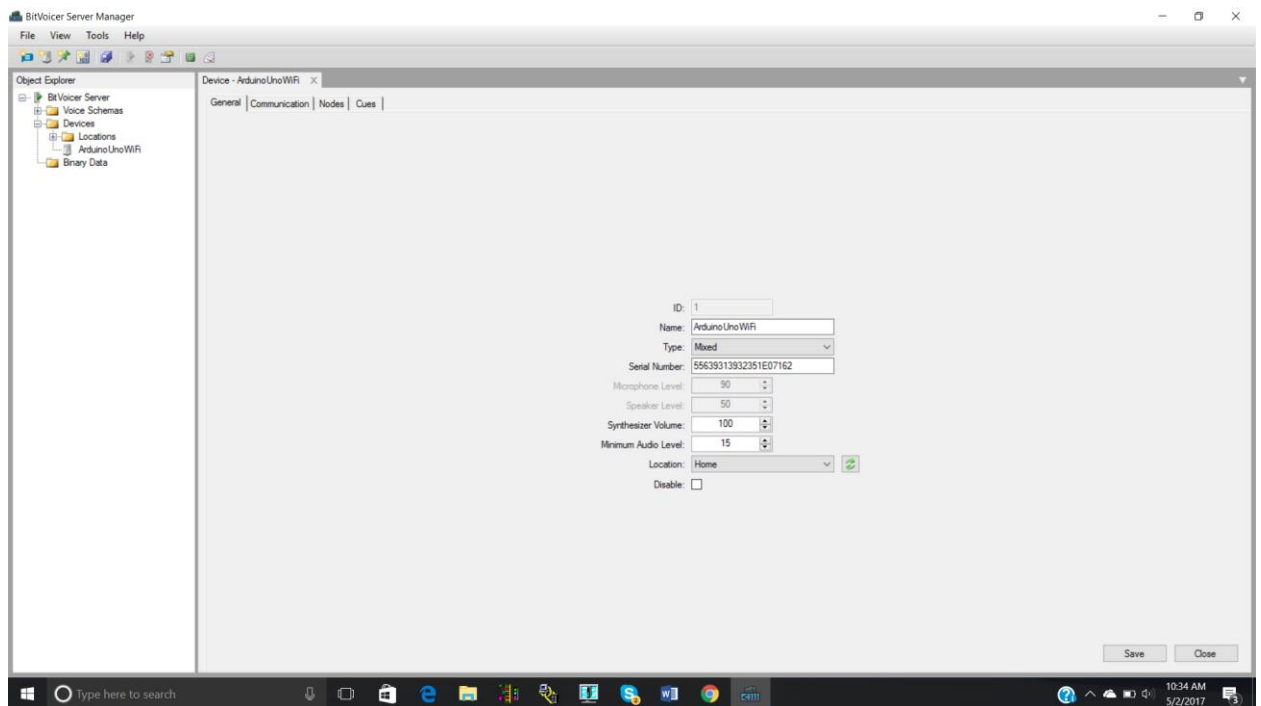 BitVoicer Server Manager
File View Tools Help
Object Explorer
Device - ArduinoUnoWiFi
BitVoicer Server
Voice Schemas
Devices
Locations
ArduinoUnoWiFi
Binary Data
General Communication Nodes Cues
ID: 1
Name: ArduinoUnoWiFi
Type: Mixed
Serial Number: 55639313932351E07162
Microphone Level: 90
Speaker Level: 50
Synthesizer Volume: 100
Minimum Audio Level: 15
Location: Home
Disable:
Save Close
Type here to search
10:34 AM
5/2/2017